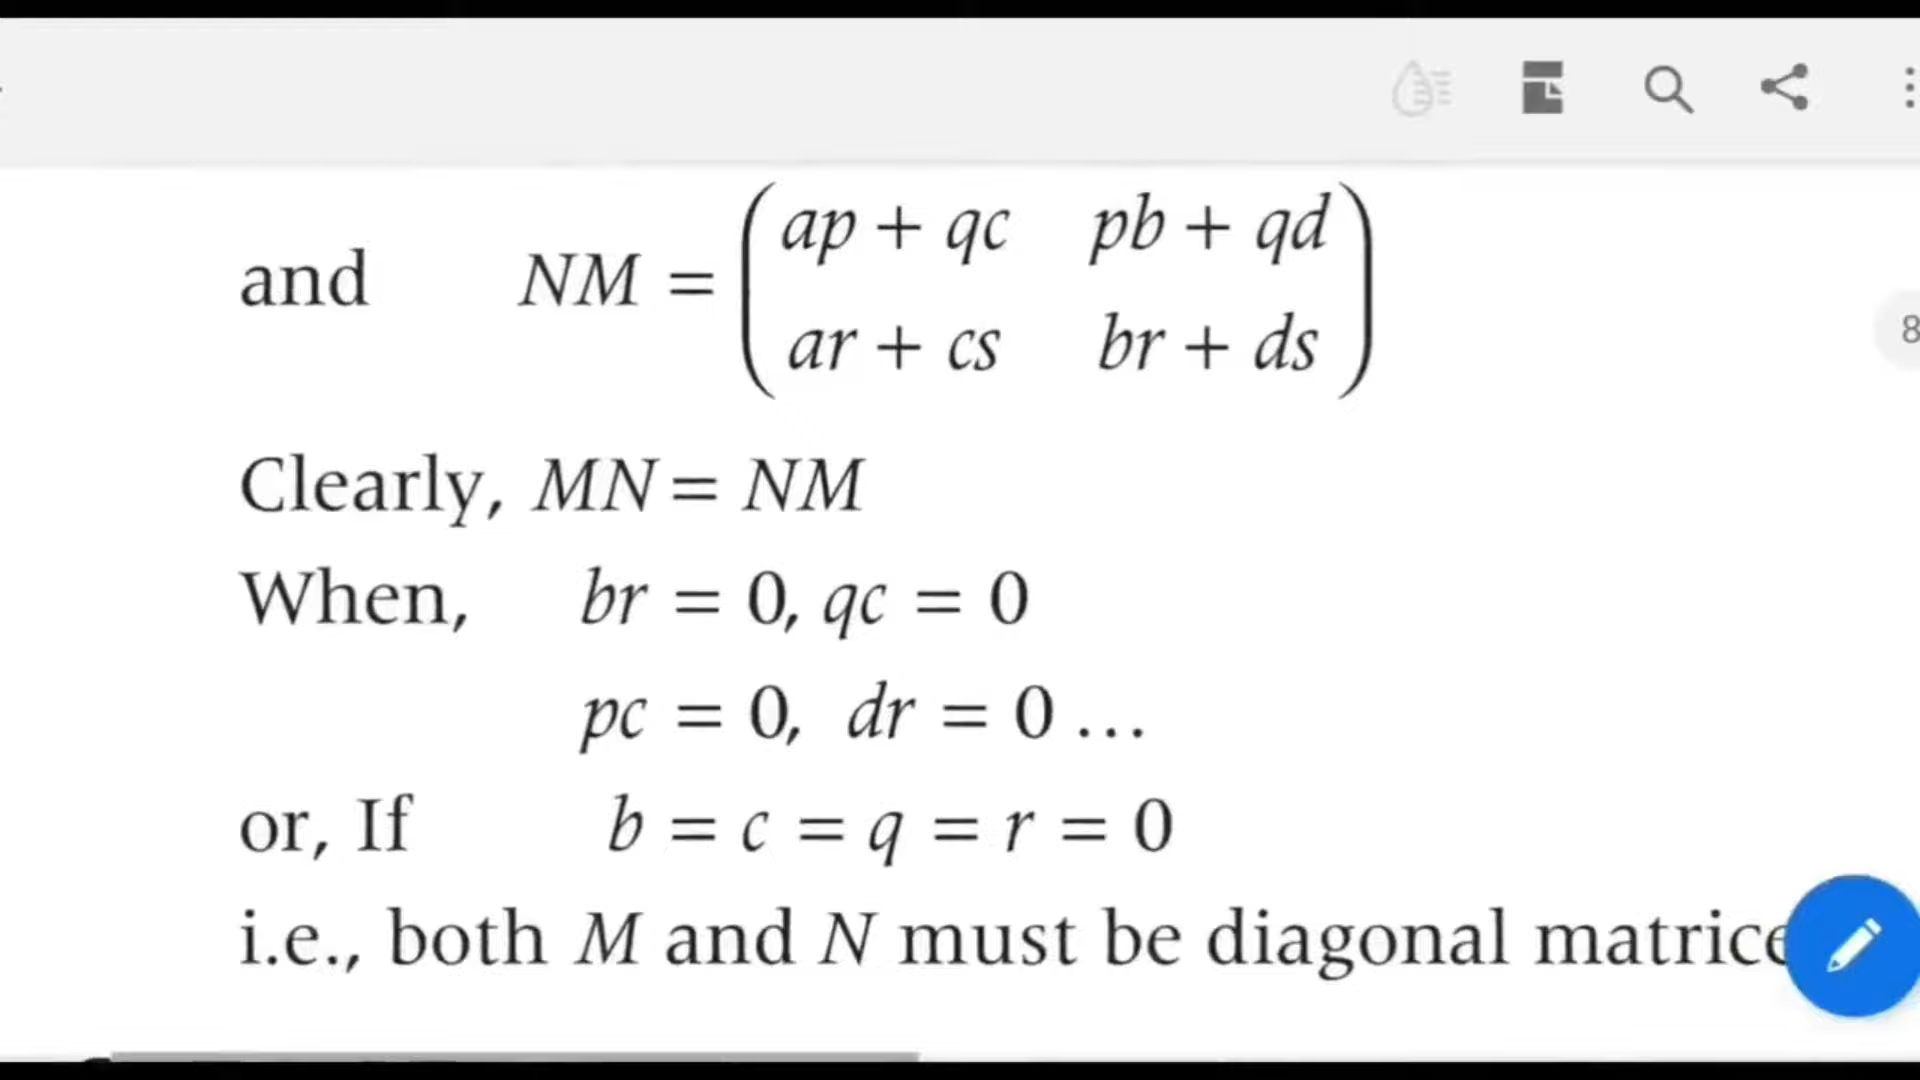 and NM = ( ap + qc pb + qd
ar + cs br + ds )
8
Clearly, MN = NM
When, br = 0, qc = 0
pc = 0, dr = 0 ...
or, If b = c = q = r = 0
i.e., both M and N must be diagonal matrice